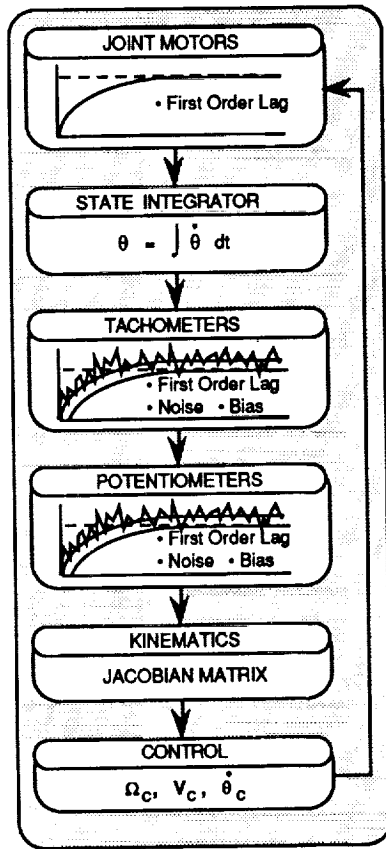 JOINT MOTORS
• First Order Lag
STATE INTEGRATOR
θ = ∫ θ̇ dt
TACHOMETERS
• First Order Lag
• Noise • Bias
POTENTIOMETERS
• First Order Lag
• Noise • Bias
KINEMATICS
JACOBIAN MATRIX
CONTROL
Ω_C, V_C, θ̇_C